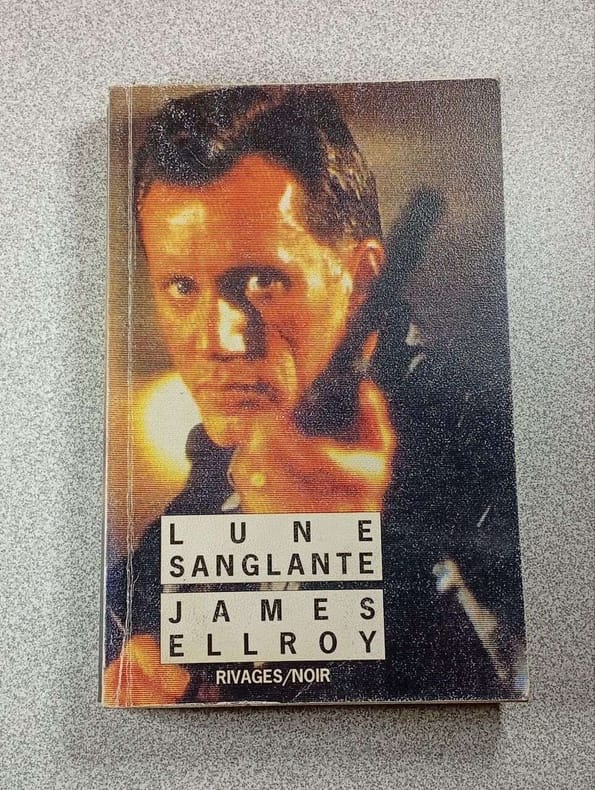 LUNE
SANGLANTE
JAMES
ELLROY
RIVAGES/NOIR